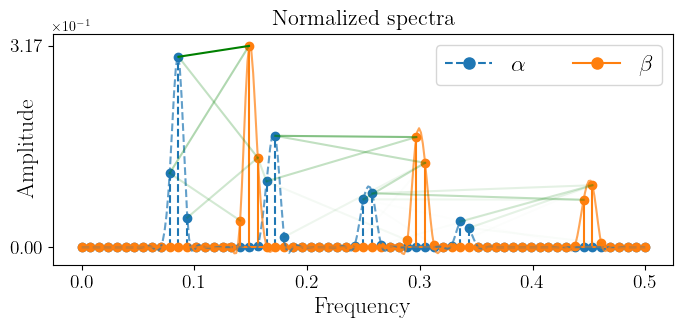 Normalized spectra
×10⁻¹
3.17
0.00
Amplitude
α
β
0.0
0.1
0.2
0.3
0.4
0.5
Frequency